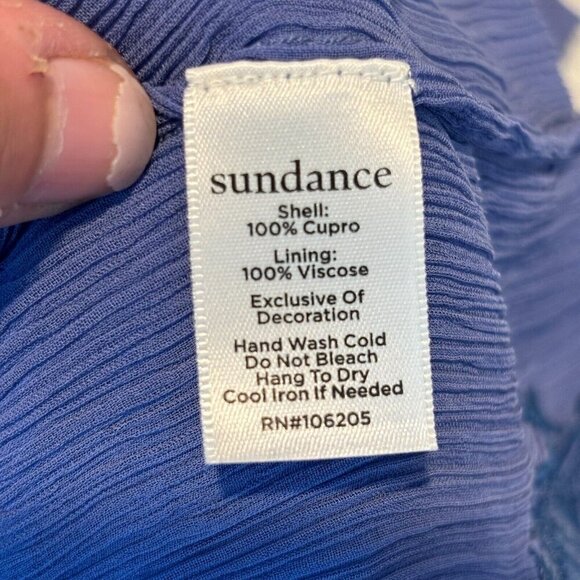 sundance
Shell:
100% Cupro
Lining:
100% Viscose
Exclusive Of
Decoration
Hand Wash Cold
Do Not Bleach
Hang To Dry
Cool Iron If Needed
RN#106205